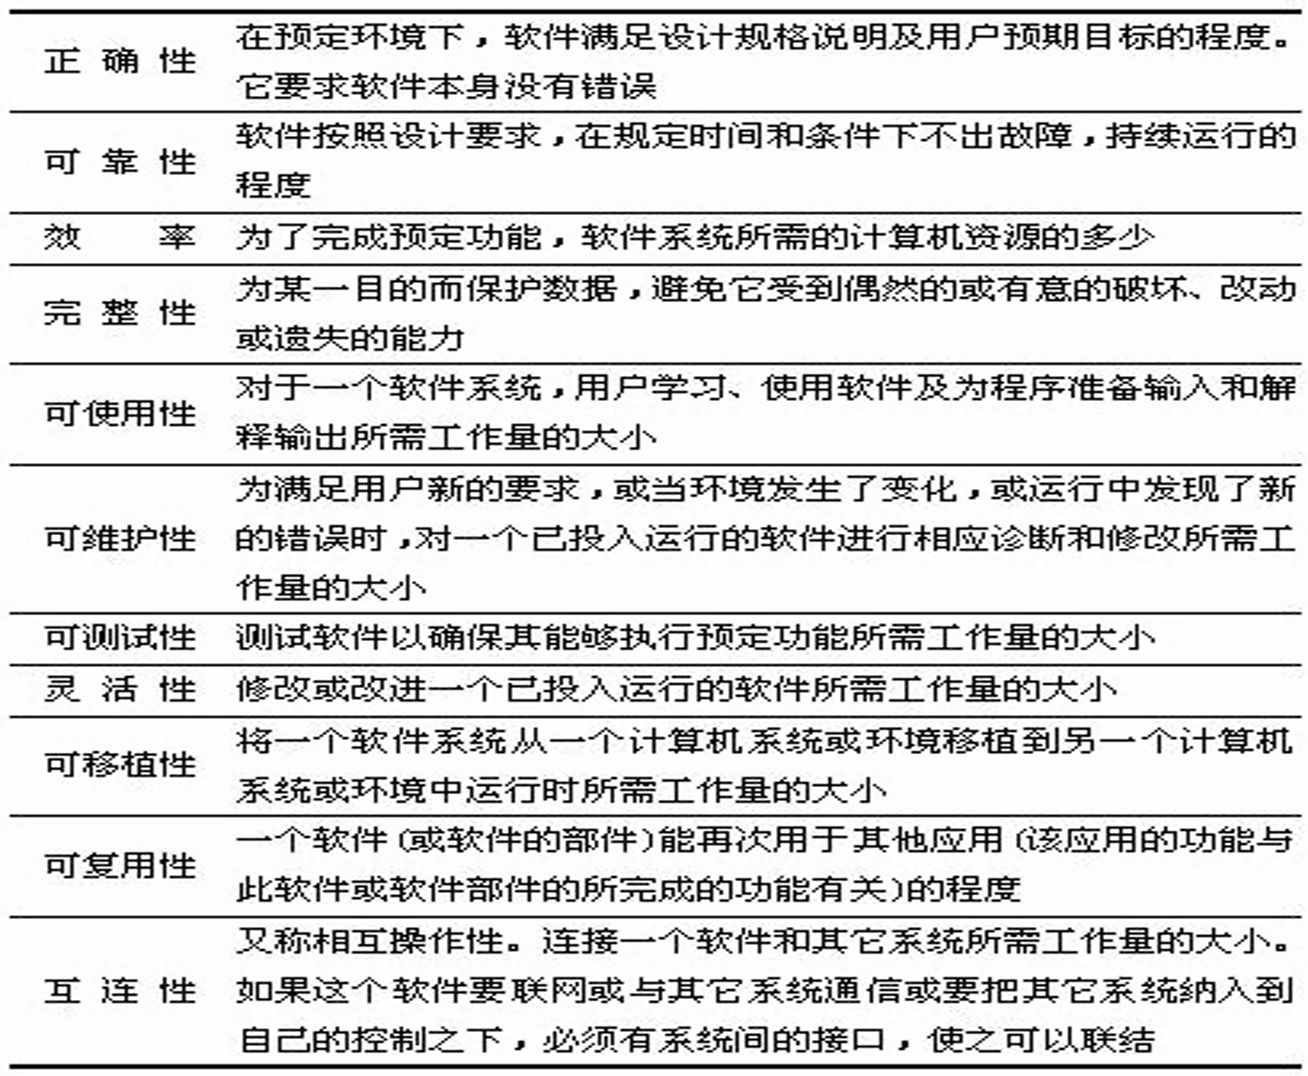 正确性
在预定环境下，软件满足设计规格说明及用户预期目标的程度。
它要求软件本身没有错误
可靠性
软件按照设计要求，在规定时间和条件下不出故障，持续运行的
程度
效率
为了完成预定功能，软件系统所需的计算机资源的多少
完整性
为某一目的而保护数据，避免它受到偶然的或有意的破坏、改动
或遗失的能力
可使用性
对于一个软件系统，用户学习、使用软件及为程序准备输入和解
释输出所需工作量的大小
可维护性
为满足用户新的要求，或当环境发生了变化，或运行中发现了新
的错误时，对一个已投入运行的软件进行相应诊断和修改所需工
作量的大小
可测试性
测试软件以确保其能够执行预定功能所需工作量的大小
灵活性
修改或改进一个已投入运行的软件所需工作量的大小
可移植性
将一个软件系统从一个计算机系统或环境移植到另一个计算机
系统或环境中运行时所需工作量的大小
可复用性
一个软件(或软件的部件)能再次用于其他应用(该应用的功能与
此软件或软件部件的所完成的功能有关)的程度
互连性
又称相互操作性。连接一个软件和其它系统所需工作量的大小。
如果这个软件要联网或与其它系统通信或要把其它系统纳入到
自己的控制之下，必须有系统间的接口，使之可以联结